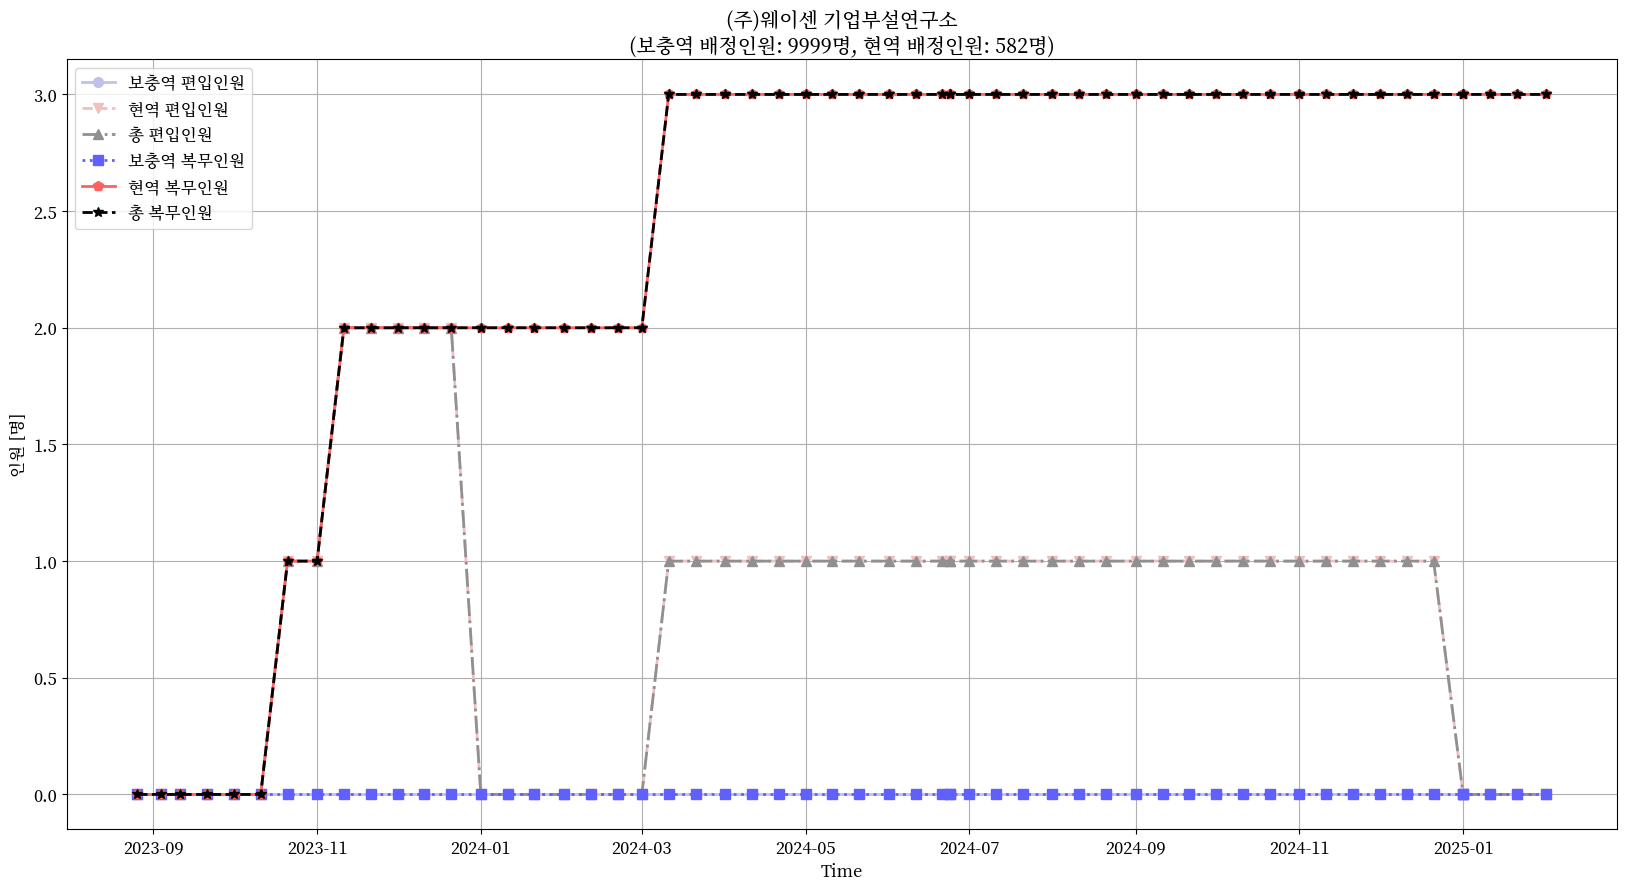 (주)웨이센 기업부설연구소
(보충역 배정인원: 9999명, 현역 배정인원: 582명)
보충역 편입인원
현역 편입인원
총 편입인원
보충역 복무인원
현역 복무인원
총 복무인원
인원 [명]
3.0
2.5
2.0
1.5
1.0
0.5
0.0
2023-09
2023-11
2024-01
2024-03
2024-05
2024-07
2024-09
2024-11
2025-01
Time